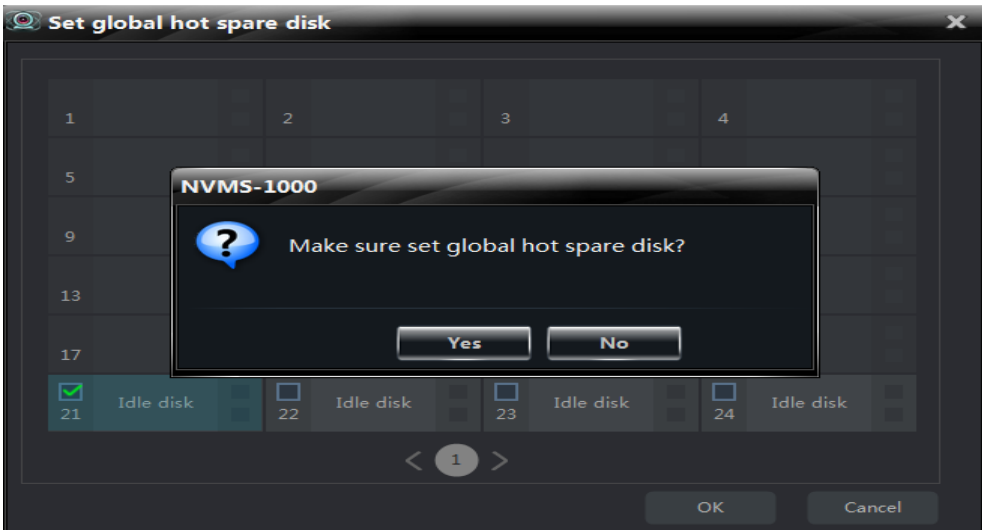 Set global hot spare disk
1 2 3 4
5
NVMS-1000
9
Make sure set global hot spare disk?
13
17
Yes No
21 Idle disk 22 Idle disk 23 Idle disk 24 Idle disk
< 1 >
OK Cancel